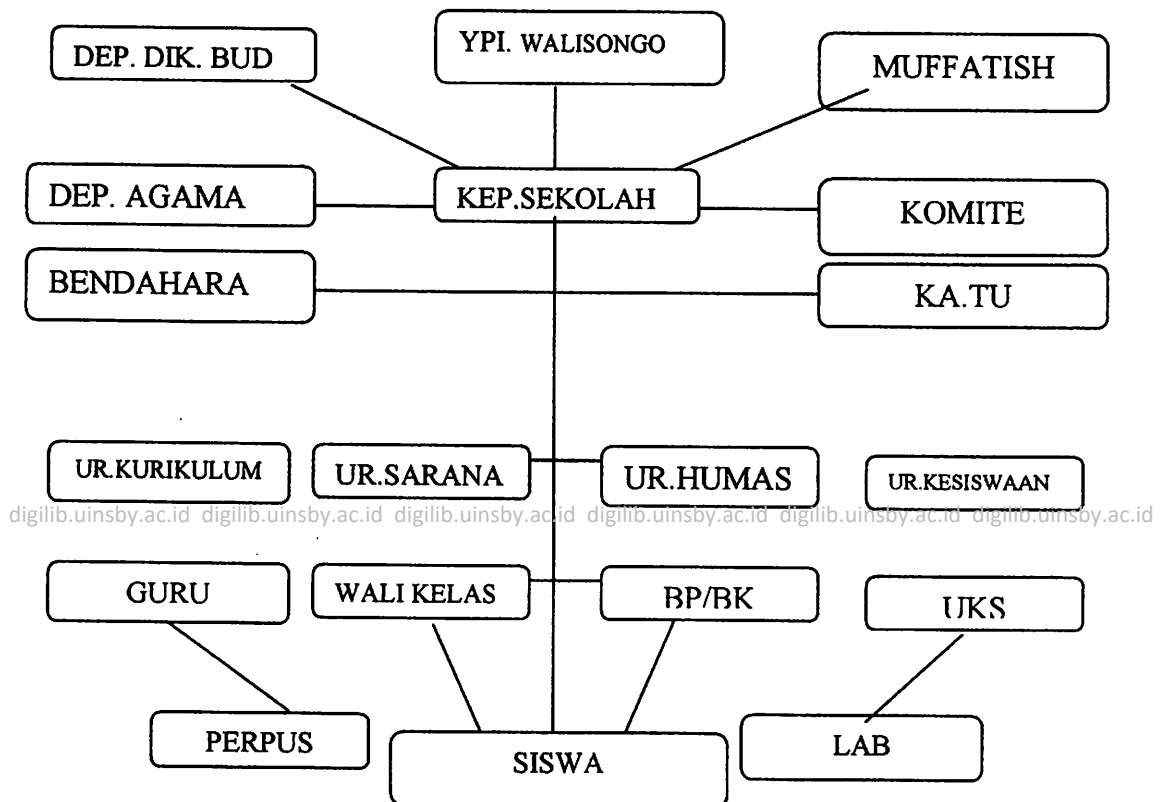 DEP. DIK. BUD
YPI. WALISONGO
MUFFATISH
DEP. AGAMA
KEP.SEKOLAH
KOMITE
BENDAHARA
KA.TU
UR.KURIKULUM
UR.SARANA
UR.HUMAS
UR.KESISWAAN
digilib.uinsby.ac.id digilib.uinsby.ac.id digilib.uinsby.ac.id digilib.uinsby.ac.id digilib.uinsby.ac.id digilib.uinsby.ac.id
GURU
WALI KELAS
BP/BK
UKS
PERPUS
SISWA
LAB